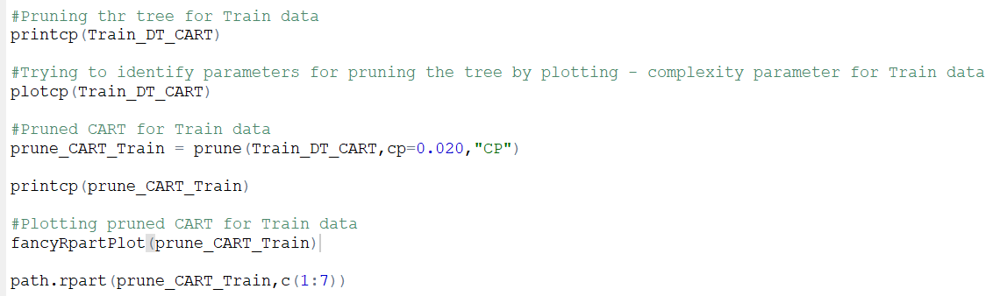 #Pruning thr tree for Train data
printcp(Train_DT_CART)
#Trying to identify parameters for pruning the tree by plotting - complexity parameter for Train data
plotcp(Train_DT_CART)
#Pruned CART for Train data
prune_CART_Train = prune(Train_DT_CART,cp=0.020,"CP")
printcp(prune_CART_Train)
#Plotting pruned CART for Train data
fancyRpartPlot(prune_CART_Train)
path.rpart(prune_CART_Train,c(1:7))